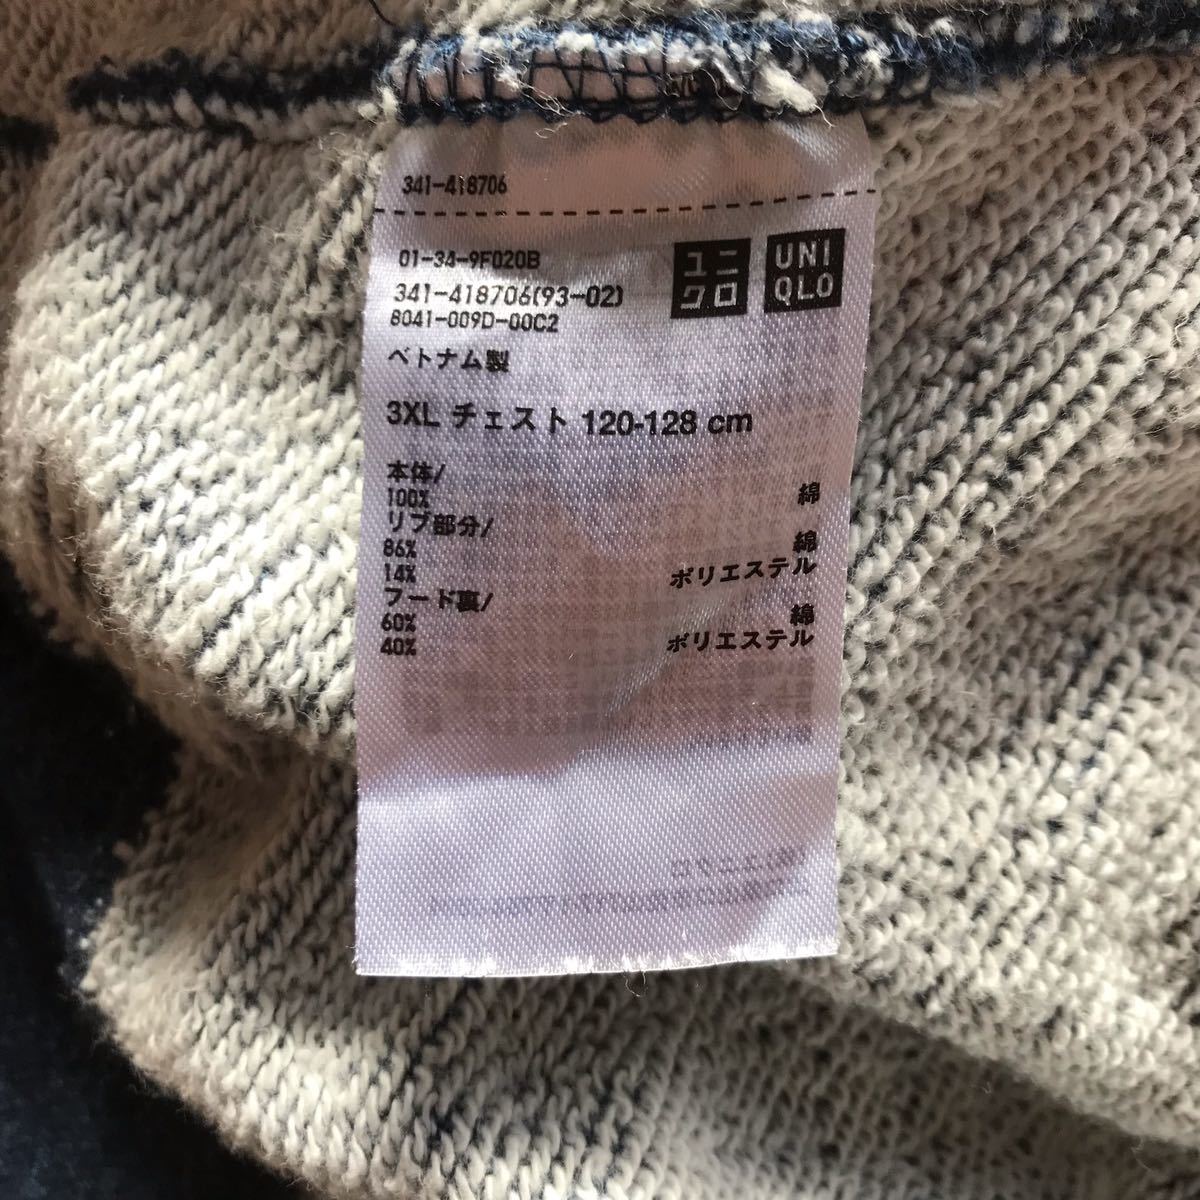 341-418706
01-34-9F020B
341-418706(93-02)
8041-009D-00C2
ユニ
クロ
UNI
QLO
ベトナム製
3XL チェスト 120-128 cm
本体/
100% 綿
リブ部分/
86% 綿
14% ポリエステル
フード裏/
60% 綿
40% ポリエステル